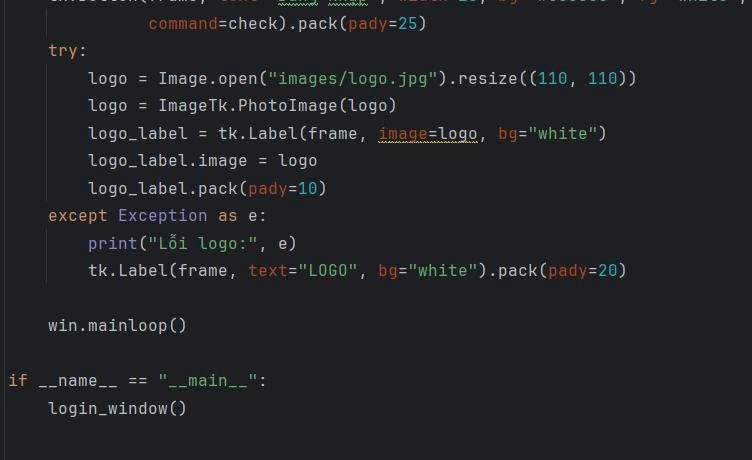 command=check).pack(pady=25)
try:
logo = Image.open("images/logo.jpg").resize((110, 110))
logo = ImageTk.PhotoImage(logo)
logo_label = tk.Label(frame, image=logo, bg="white")
logo_label.image = logo
logo_label.pack(pady=10)
except Exception as e:
print("Lỗi logo:", e)
tk.Label(frame, text="LOGO", bg="white").pack(pady=20)
win.mainloop()
if __name__ == "__main__":
login_window()